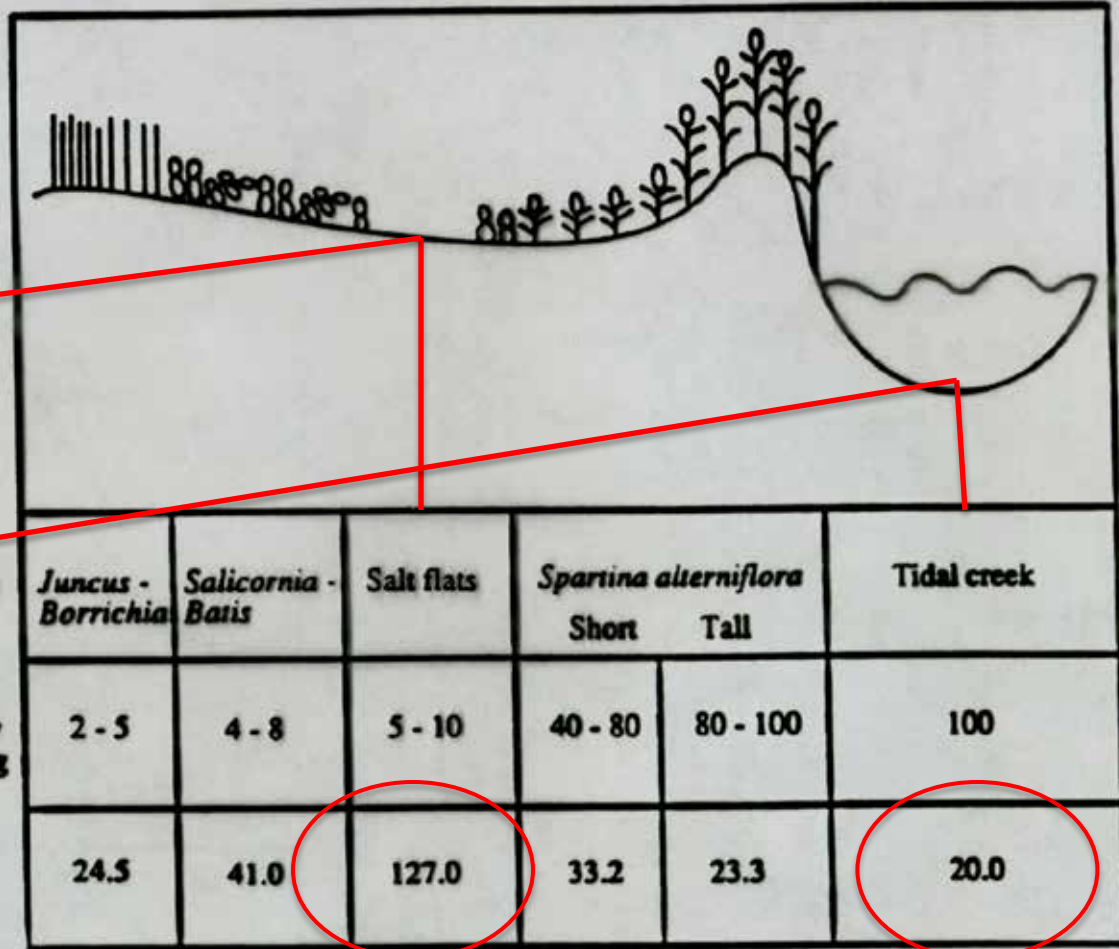 Juncus - Borrichia
Salicornia - Batis
Salt flats
Spartina alterniflora
Short Tall
Tidal creek
2 - 5 4 - 8 5 - 10 40 - 80 80 - 100 100
24.5 41.0 127.0 33.2 23.3 20.0